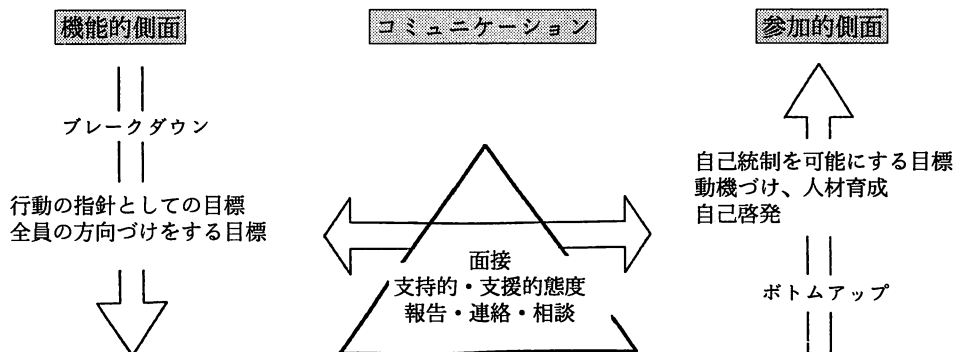 機能的側面
コミュニケーション
参加的側面
ブレークダウン
行動の指針としての目標
全員の方向づけをする目標
面接
支持的・支援的態度
報告・連絡・相談
自己統制を可能にする目標
動機づけ、人材育成
自己啓発
ボトムアップ